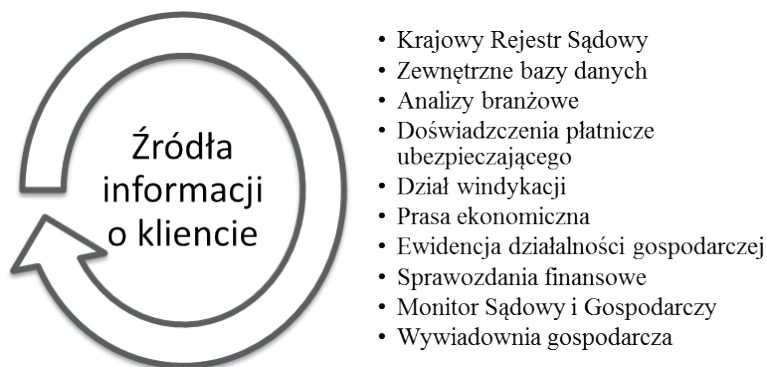 Źródła
informacji
o kliencie
• Krajowy Rejestr Sądowy
• Zewnętrzne bazy danych
• Analizy branżowe
• Doświadzczenia płatnicze
ubezpieczającego
• Dział windykacji
• Prasa ekonomiczna
• Ewidencja działalności gospodarczej
• Sprawozdania finansowe
• Monitor Sądowy i Gospodarczy
• Wywiadownia gospodarcza